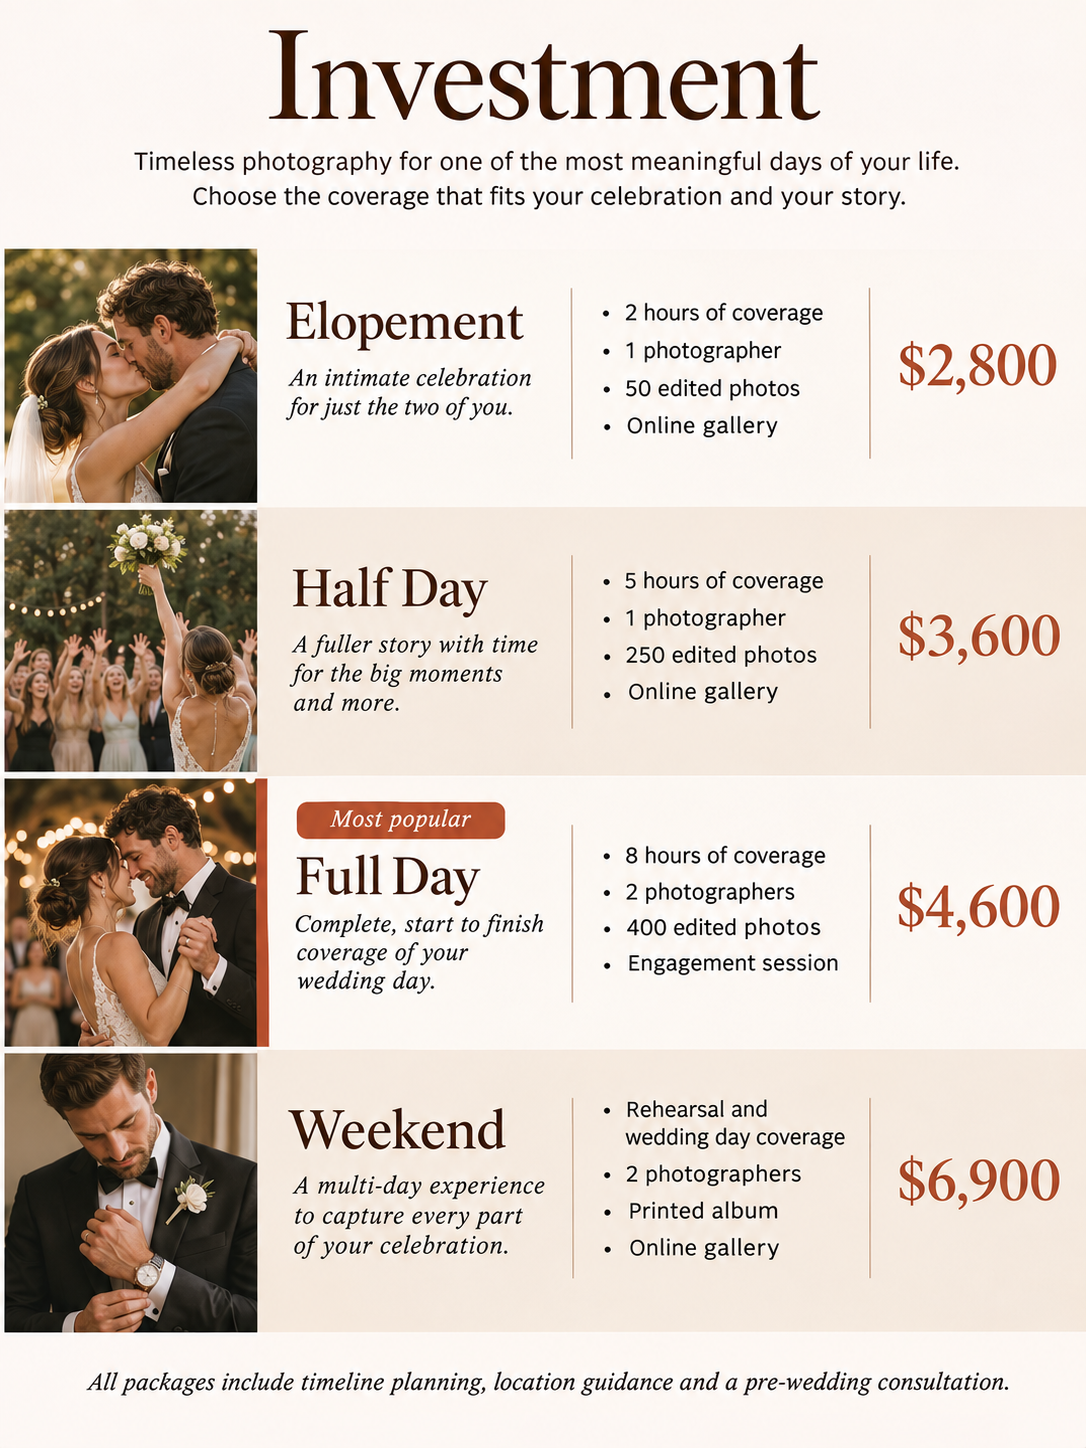 Investment
Timeless photography for one of the most meaningful days of your life.
Choose the coverage that fits your celebration and your story.
Elopement
An intimate celebration
for just the two of you.
• 2 hours of coverage
• 1 photographer
• 50 edited photos
• Online gallery
$2,800
Half Day
A fuller story with time
for the big moments
and more.
• 5 hours of coverage
• 1 photographer
• 250 edited photos
• Online gallery
$3,600
Most popular
Full Day
Complete, start to finish
coverage of your
wedding day.
• 8 hours of coverage
• 2 photographers
• 400 edited photos
• Engagement session
$4,600
Weekend
A multi-day experience
to capture every part
of your celebration.
• Rehearsal and
wedding day coverage
• 2 photographers
• Printed album
• Online gallery
$6,900
All packages include timeline planning, location guidance and a pre-wedding consultation.